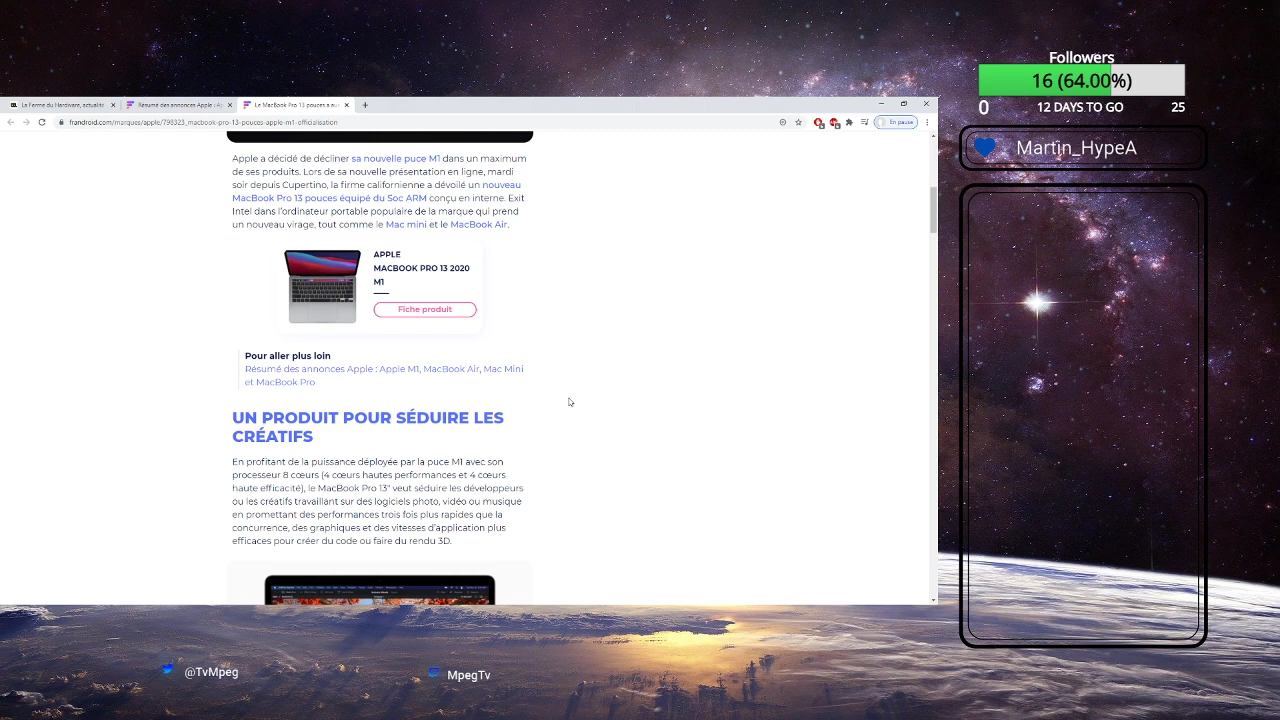 Followers
16 (64.00%)
0 12 DAYS TO GO 25
Martin_HypeA
La Ferme du Hardware, actualité
Résumé des annonces Apple : Ap
Le MacBook Pro 13 pouces a au
frandroid.com/marques/apple/798323_macbook-pro-13-pouces-apple-m1-officialisation
En pause
Apple a décidé de décliner sa nouvelle puce M1 dans un maximum
de ses produits. Lors de sa nouvelle présentation en ligne, mardi
soir depuis Cupertino, la firme californienne a dévoilé un nouveau
MacBook Pro 13 pouces équipé du Soc ARM conçu en interne. Exit
Intel dans l'ordinateur portable populaire de la marque qui prend
un nouveau virage, tout comme le Mac mini et le MacBook Air.
APPLE
MACBOOK PRO 13 2020
M1
Fiche produit
Pour aller plus loin
Résumé des annonces Apple : Apple M1, MacBook Air, Mac Mini
et MacBook Pro
UN PRODUIT POUR SÉDUIRE LES
CRÉATIFS
En profitant de la puissance déployée par la puce M1 avec son
processeur 8 cœurs (4 cœurs hautes performances et 4 cœurs
haute efficacité), le MacBook Pro 13" veut séduire les développeurs
ou les créatifs travaillant sur des logiciels photo, vidéo ou musique
en promettant des performances trois fois plus rapides que la
concurrence, des graphiques et des vitesses d'application plus
efficaces pour créer du code ou faire du rendu 3D.
@TvMpeg
MpegTv